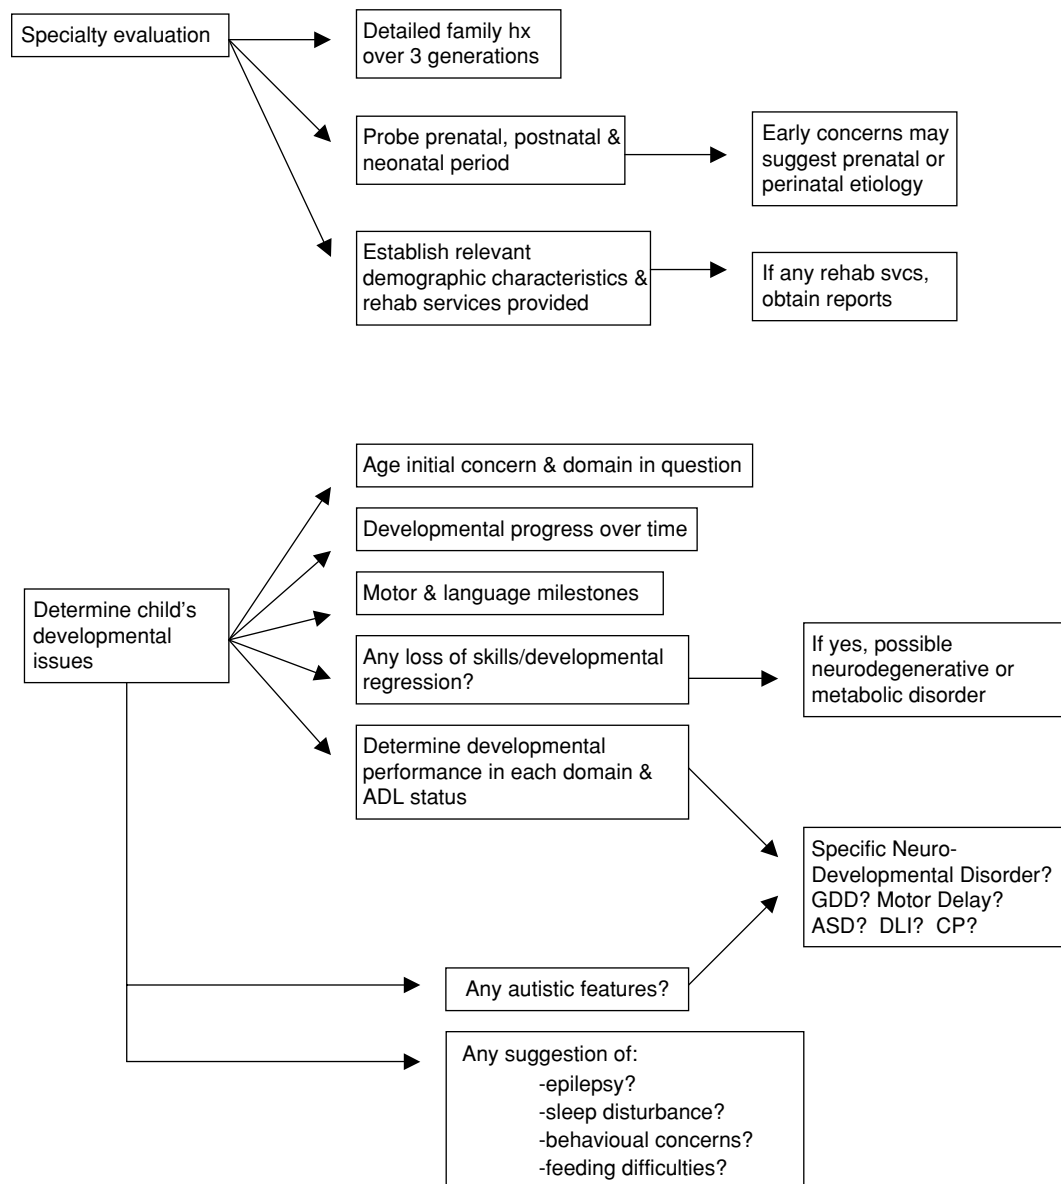 Specialty evaluation
Detailed family hx
over 3 generations
Probe prenatal, postnatal &
neonatal period
Early concerns may
suggest prenatal or
perinatal etiology
Establish relevant
demographic characteristics &
rehab services provided
If any rehab svcs,
obtain reports
Determine child's
developmental
issues
Age initial concern & domain in question
Developmental progress over time
Motor & language milestones
Any loss of skills/developmental
regression?
If yes, possible
neurodegenerative or
metabolic disorder
Determine developmental
performance in each domain &
ADL status
Specific Neuro-
Developmental Disorder?
GDD? Motor Delay?
ASD? DLI? CP?
Any autistic features?
Any suggestion of:
-epilepsy?
-sleep disturbance?
-behavioual concerns?
-feeding difficulties?